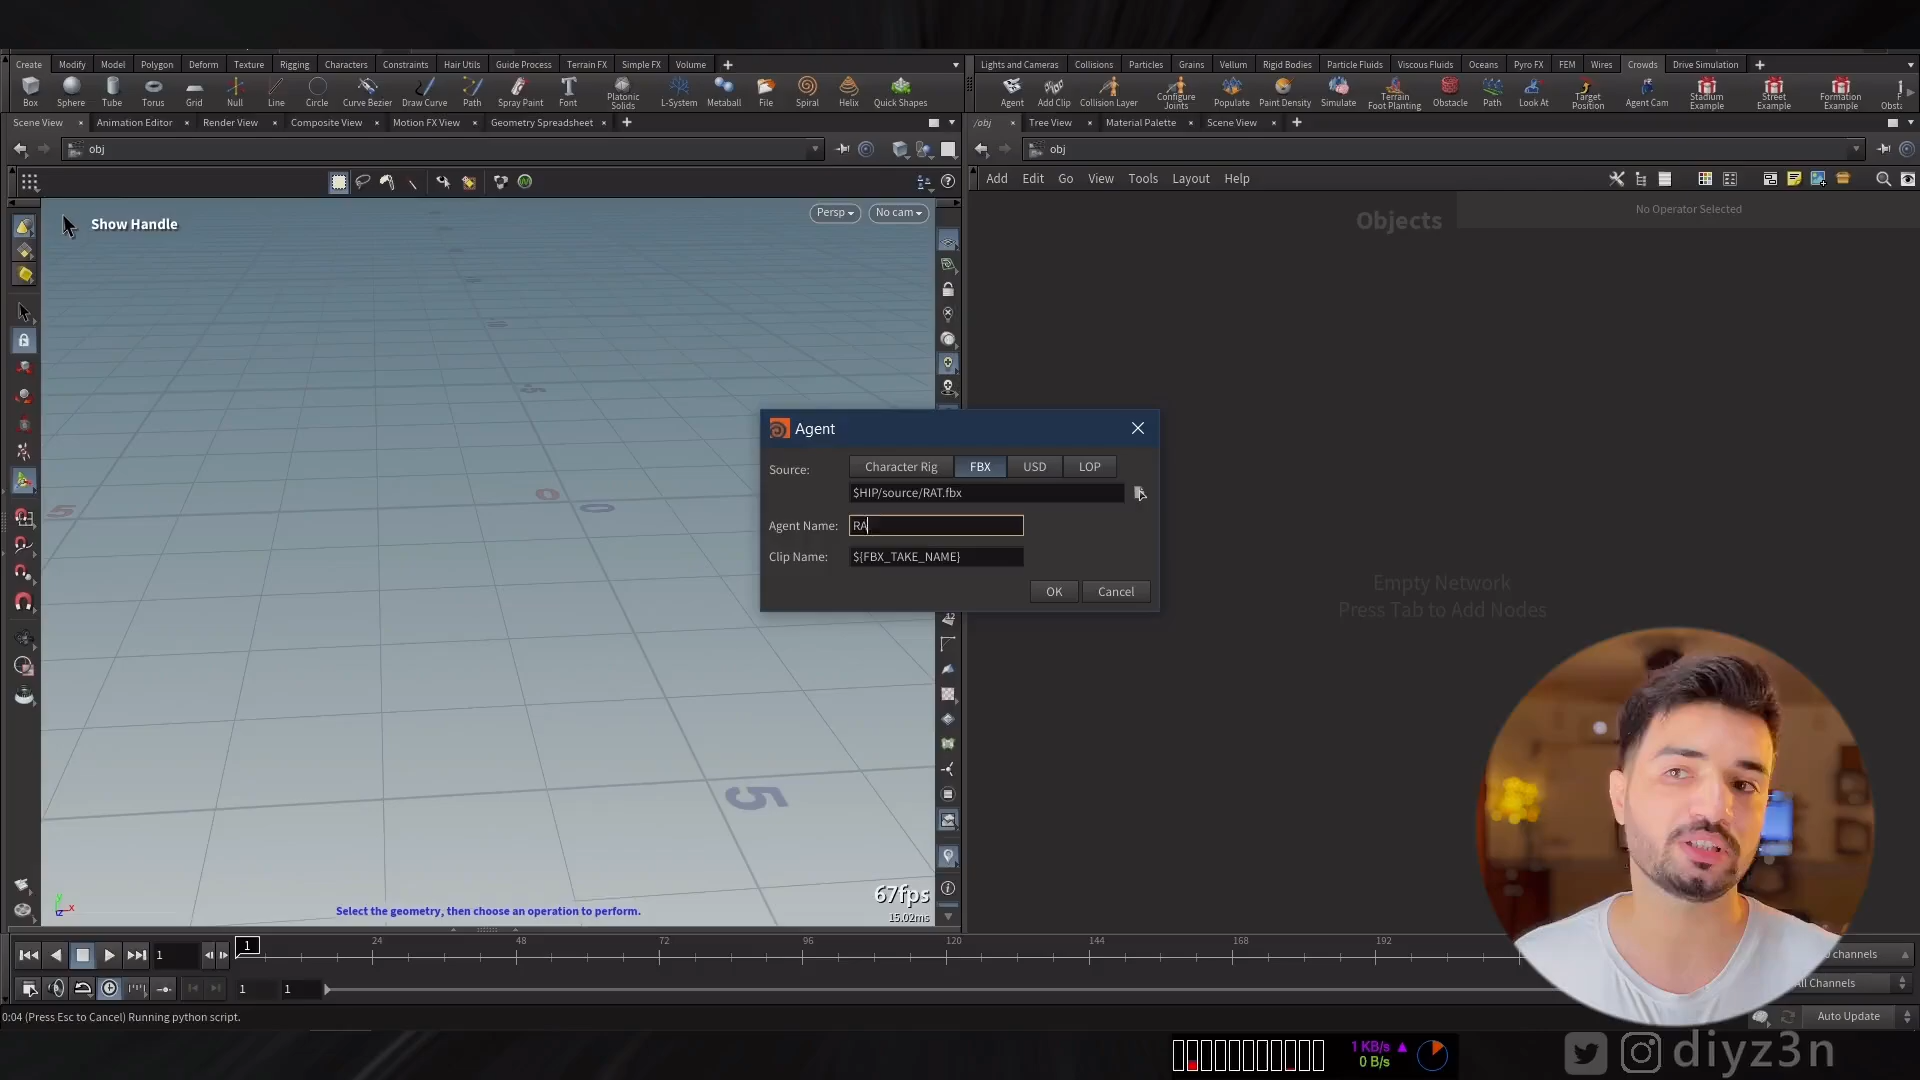 Create Modify Model Polygon Deform Texture Rigging Characters Constraints Hair Utils Guide Process Terrain FX Simple FX Volume
Lights and Cameras Collisions Particles Grains Vellum Rigid Bodies Particle Fluids Viscous Fluids Oceans Pyro FX FEM Wires Crowds Drive Simulation
Box Sphere Tube Torus Grid Null Line Circle Curve Bezier Draw Curve Path Spray Paint Font Platonic Solids L-System Metaball File Spiral Helix Quick Shapes
Agent Add Clip Collision Layer Configure Joints Populate Paint Density Simulate Terrain Foot Planting Obstacle Path Look At Target Position Agent Cam Stadium Example Street Example Formation Example
Scene View Animation Editor Render View Composite View Motion FX View Geometry Spreadsheet
/obj Tree View Material Palette Scene View
obj
obj
Add Edit Go View Tools Layout Help
Show Handle
Persp No cam
Objects
No Operator Selected
Agent
Source: Character Rig FBX USD LOP
$HIP/source/RAT.fbx
Agent Name: RA
Clip Name: ${FBX_TAKE_NAME}
OK Cancel
Empty Network
Press Tab to Add Nodes
5 0 0
5
67fps
15.02ms
Select the geometry, then choose an operation to perform.
1 1 24 48 72 96 120 144 168 192
channels
1 1
All Channels
0:04 (Press Esc to Cancel) Running python script.
Auto Update
1 KB/s
0 B/s
diyz3n